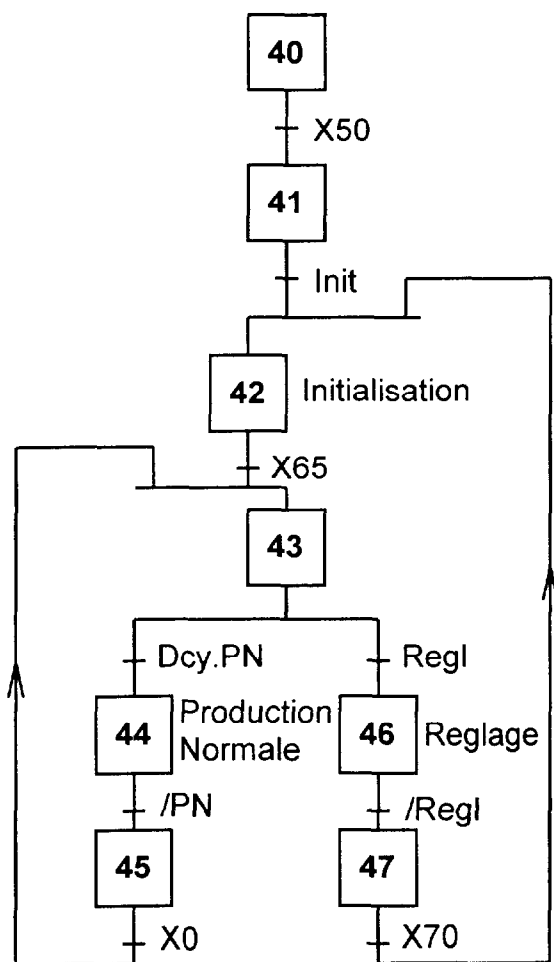 40
X50
41
Init
42
Initialisation
X65
43
Dcy.PN
Regl
44
Production
Normale
46
Reglage
/PN
/Regl
45
47
X0
X70